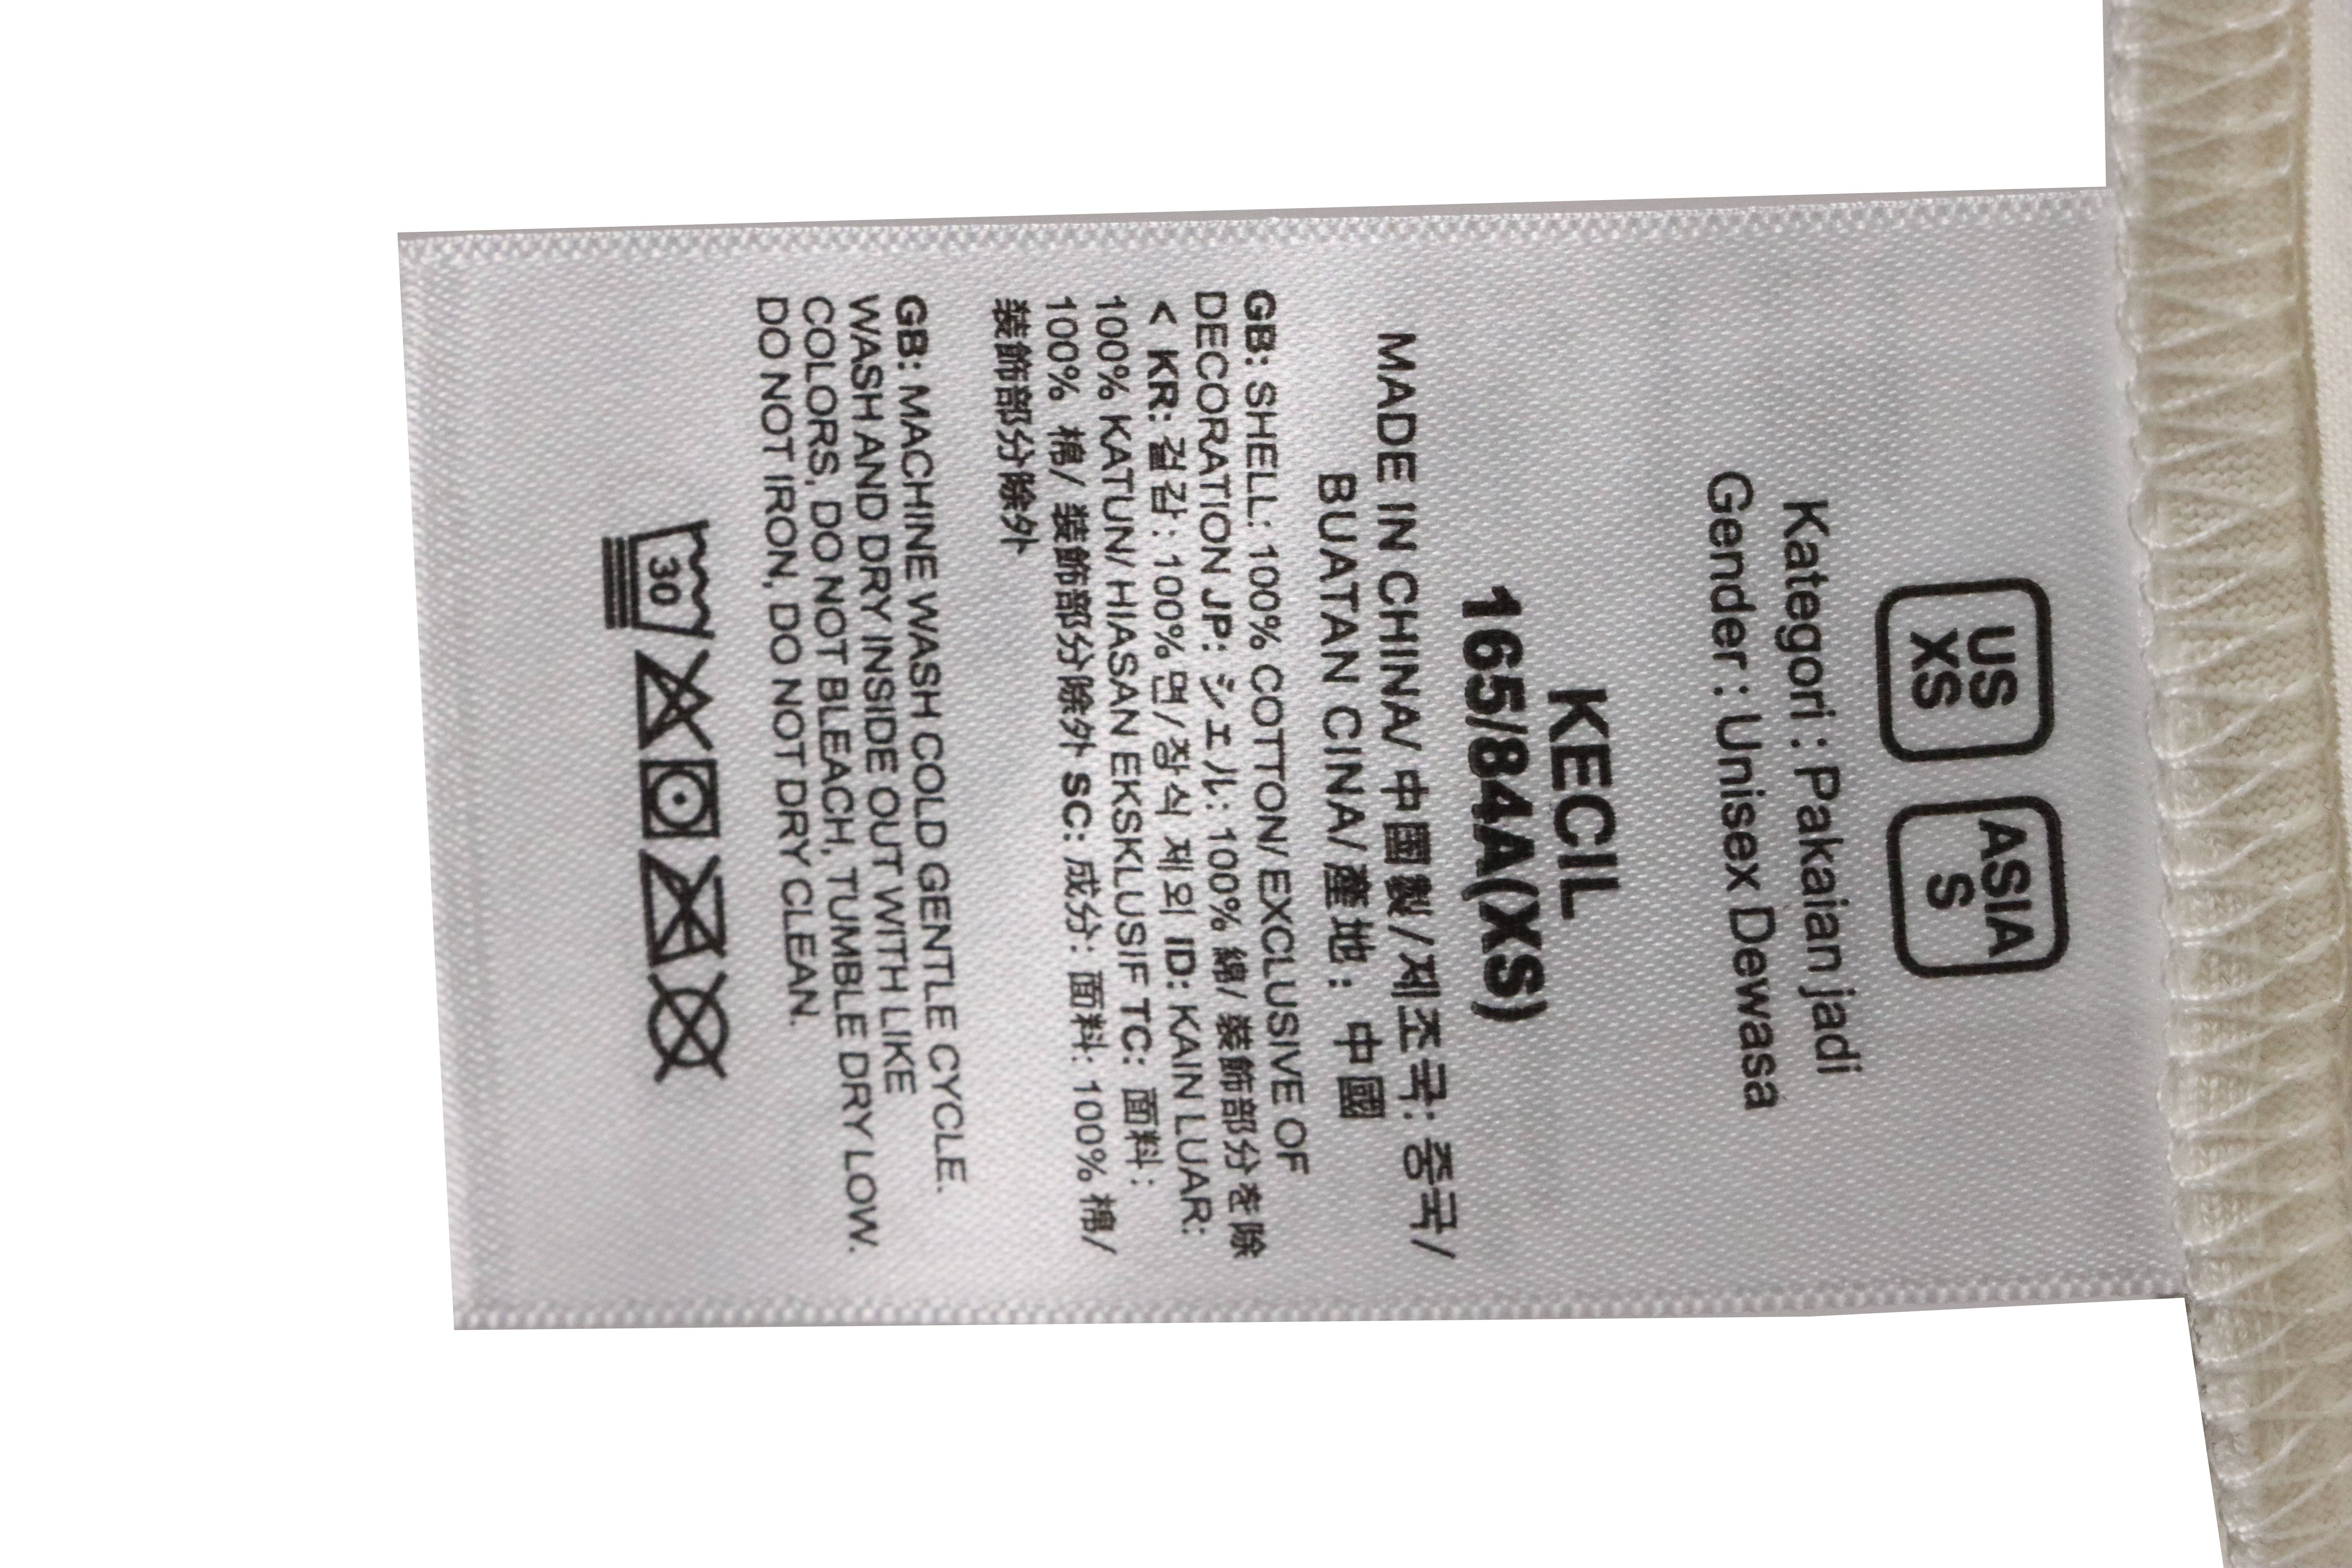 US
XS
ASIA
S
Kategori : Pakaian jadi
Gender : Unisex Dewasa
KECIL
165/84A(XS)
MADE IN CHINA/ 中國製/제조국: 중국/
BUATAN CINA/產地: 中國
GB: SHELL: 100% COTTON/ EXCLUSIVE OF
DECORATION JP: シェル: 100% 綿/ 装飾部分を除
< KR: 겉감: 100% 면/장식 제외 ID: KAIN LUAR:
100% KATUN/ HIASAN EKSKLUSIF TC: 面料:
100% 棉/ 裝飾部分除外 SC: 成分: 面料: 100% 棉/
装飾部分除外
GB: MACHINE WASH COLD GENTLE CYCLE.
WASH AND DRY INSIDE OUT WITH LIKE
COLORS, DO NOT BLEACH, TUMBLE DRY LOW.
DO NOT IRON, DO NOT DRY CLEAN.
30